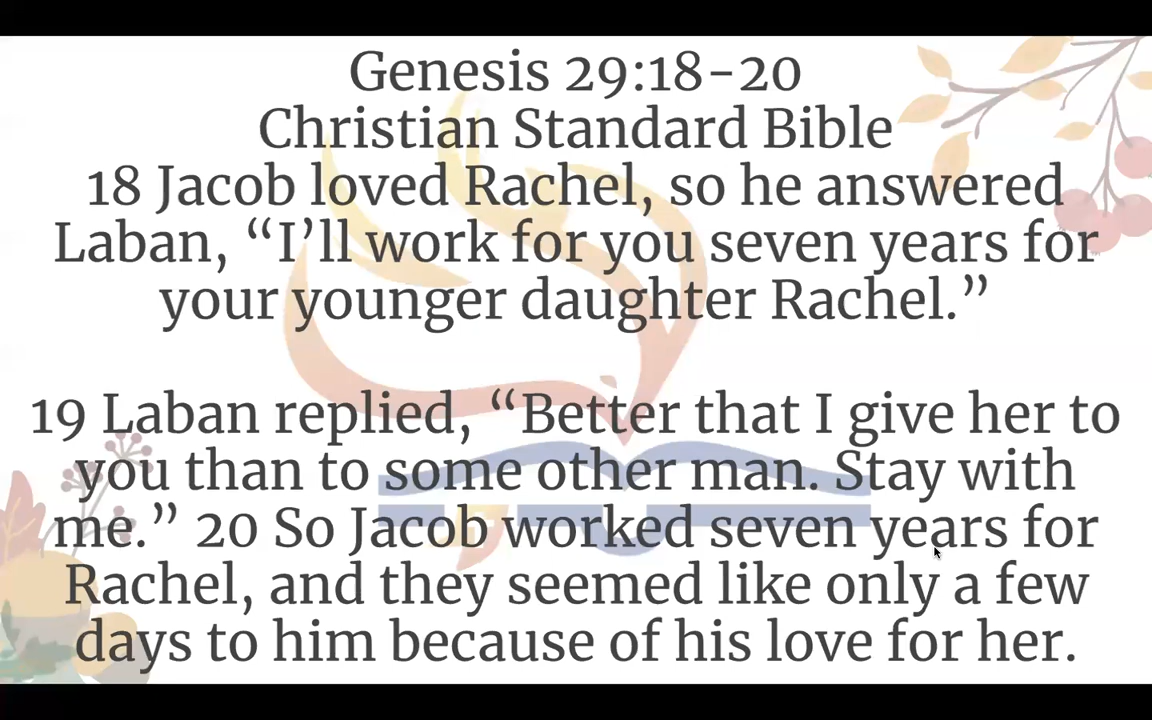 Genesis 29:18-20
Christian Standard Bible
18 Jacob loved Rachel, so he answered
Laban, “I’ll work for you seven years for
your younger daughter Rachel.”
19 Laban replied, “Better that I give her to
you than to some other man. Stay with
me.” 20 So Jacob worked seven years for
Rachel, and they seemed like only a few
days to him because of his love for her.